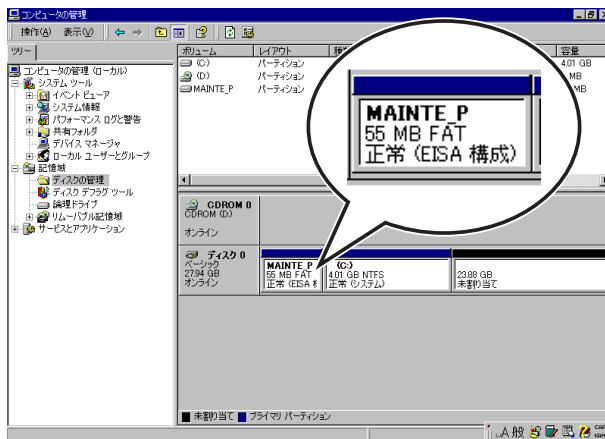 コンピュータの管理
操作(A) 表示(V)
ツリー
コンピュータの管理 (ローカル)
システム ツール
イベント ビューア
システム情報
パフォーマンス ログと警告
共有フォルダ
デバイス マネージャ
ローカル ユーザーとグループ
記憶域
ディスクの管理
ディスク デフラグ ツール
論理ドライブ
リムーバブル記憶域
サービスとアプリケーション
ボリューム レイアウト 容量
(C:) パーティション 4.01 GB
(D:) パーティション MB
MAINTE_P パーティション MB
MAINTE_P
55 MB FAT
正常 (EISA 構成)
CDROM 0
CDROM (D:)
オンライン
ディスク 0
ベーシック
27.94 GB
オンライン
MAINTE_P
55 MB FAT
正常 (EISA
(C:)
4.01 GB NTFS
正常 (システム)
23.88 GB
未割り当て
未割り当て プライマリ パーティション
A 般